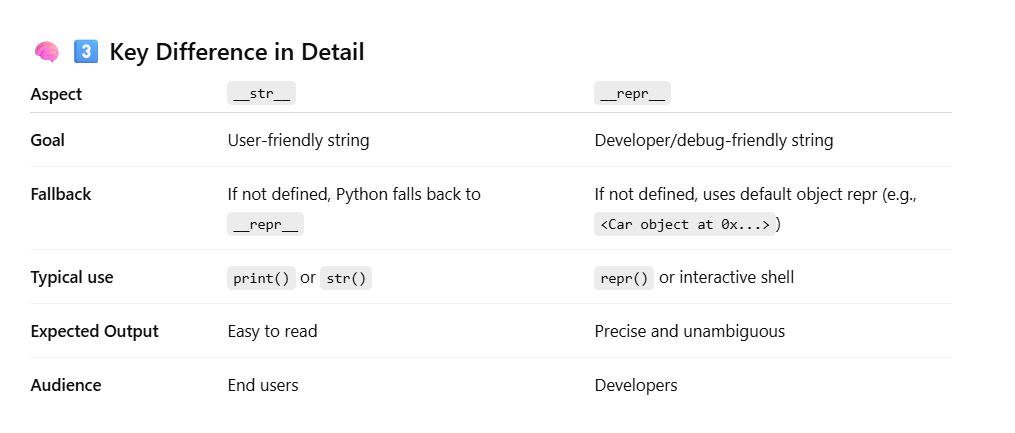 🧠 3️⃣ Key Difference in Detail
Aspect __str__ __repr__
Goal User-friendly string Developer/debug-friendly string
Fallback If not defined, Python falls back to If not defined, uses default object repr (e.g.,
__repr__ <Car object at 0x...>)
Typical use print() or str() repr() or interactive shell
Expected Output Easy to read Precise and unambiguous
Audience End users Developers